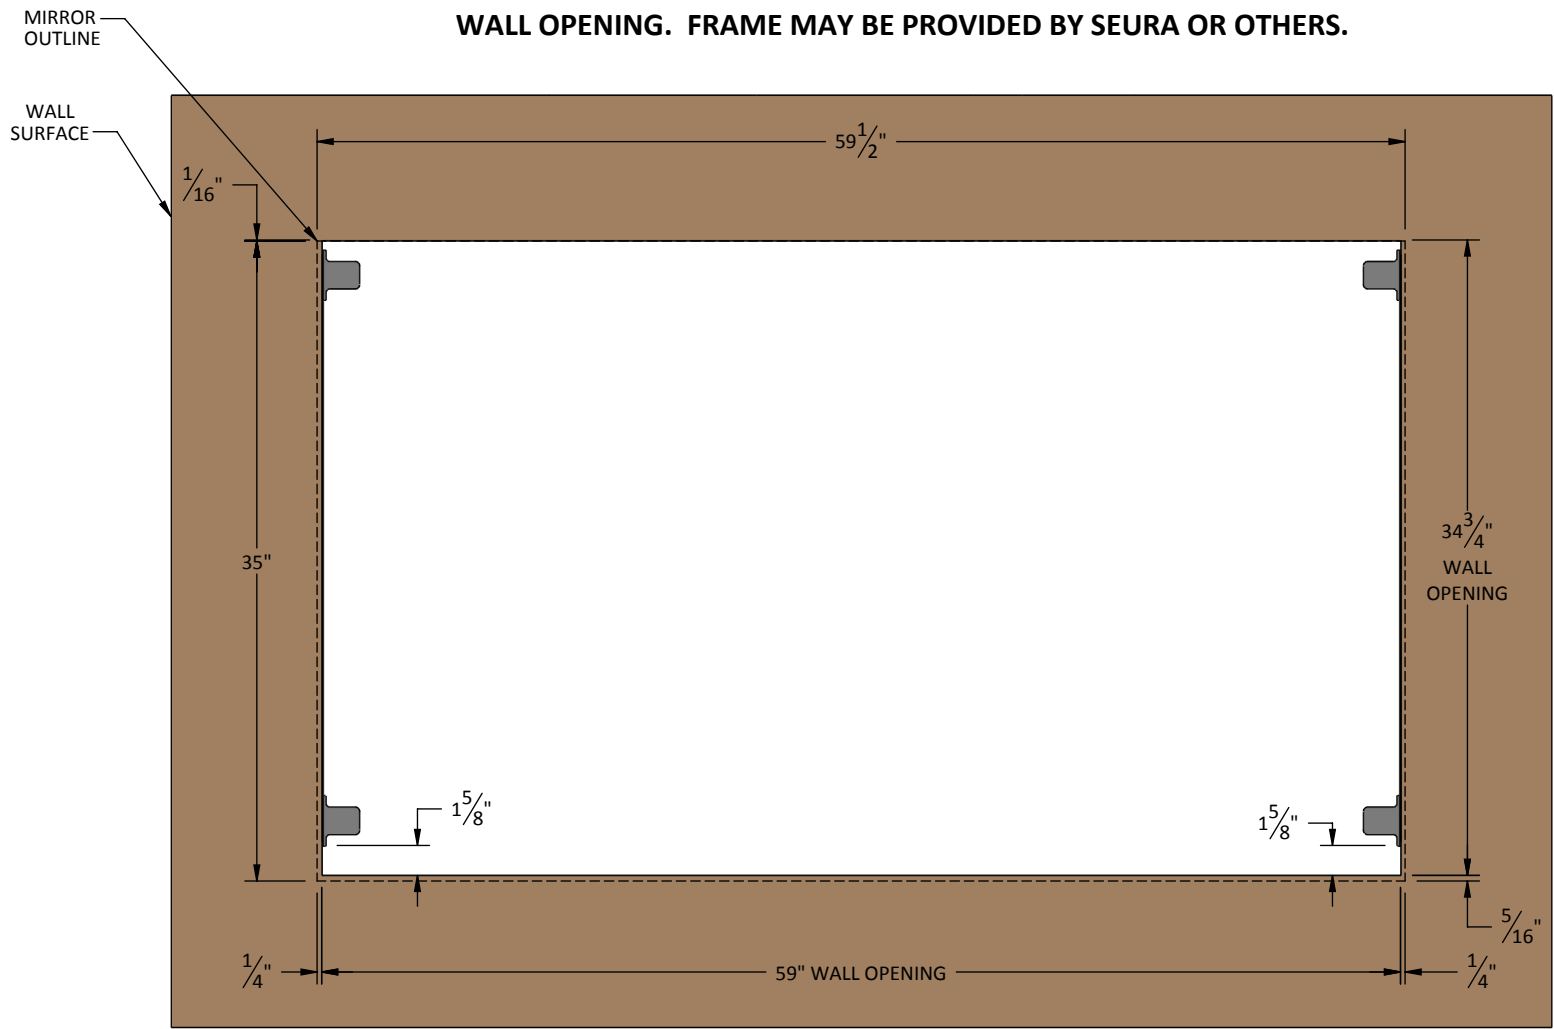 MIRROR
OUTLINE
WALL OPENING. FRAME MAY BE PROVIDED BY SEURA OR OTHERS.
WALL
SURFACE
59 1/2"
1/16"
35"
34 3/4"
WALL
OPENING
1 5/8"
1 5/8"
5/16"
1/4"
59" WALL OPENING
1/4"